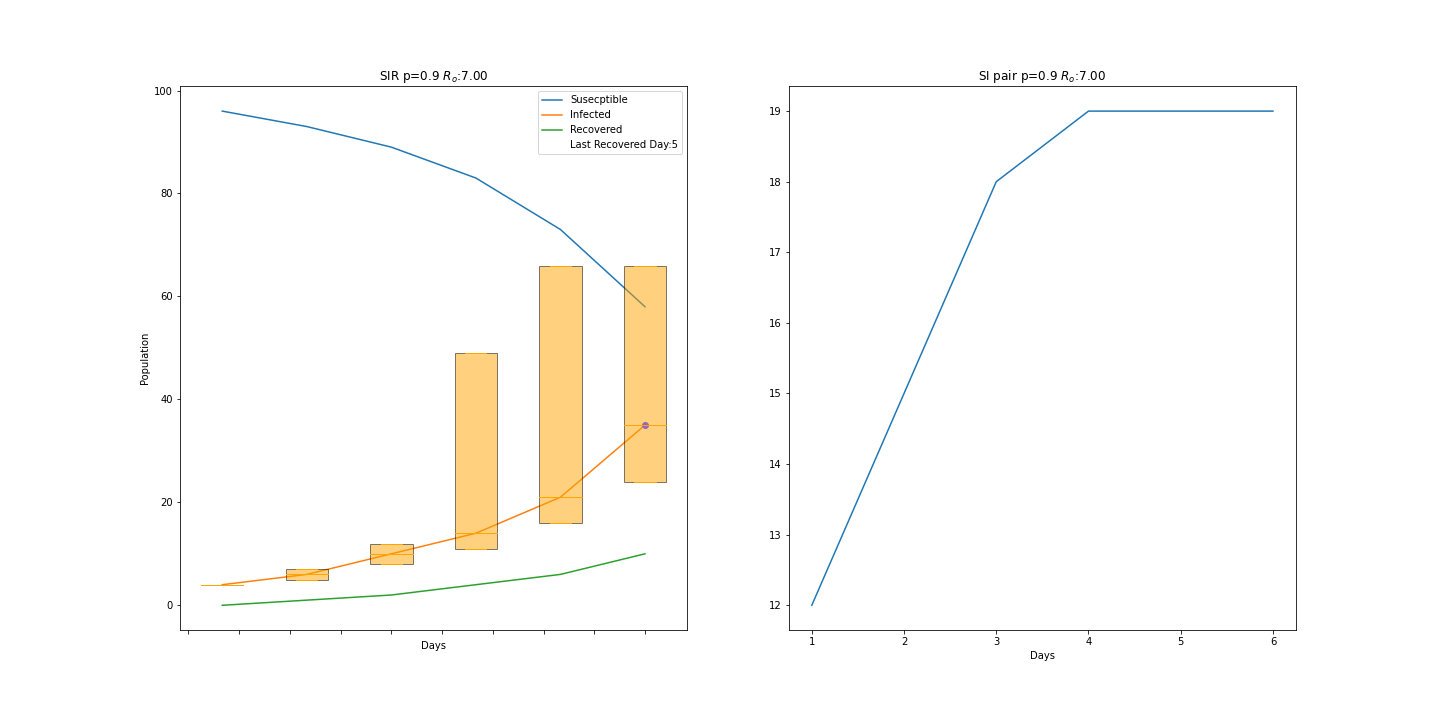 SIR p=0.9 Rₒ:7.00
100
80
60
40
20
0
Population
Susecptible
Infected
Recovered
Last Recovered Day:5
Days
SI pair p=0.9 Rₒ:7.00
19
18
17
16
15
14
13
12
1 2 3 4 5 6
Days